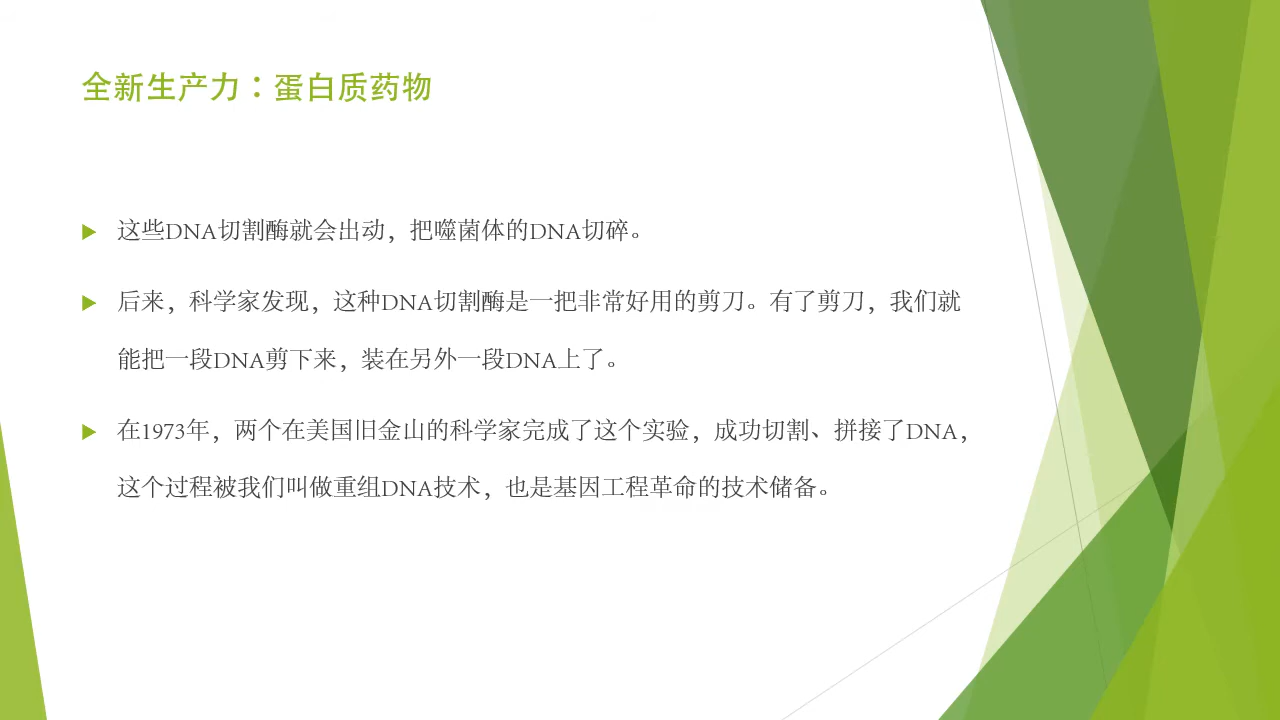 全新生产力：蛋白质药物
这些DNA切割酶就会出动，把噬菌体的DNA切碎。
后来，科学家发现，这种DNA切割酶是一把非常好用的剪刀。有了剪刀，我们就
能把一段DNA剪下来，装在另外一段DNA上了。
在1973年，两个在美国旧金山的科学家完成了这个实验，成功切割、拼接了DNA，
这个过程被我们叫做重组DNA技术，也是基因工程革命的技术储备。